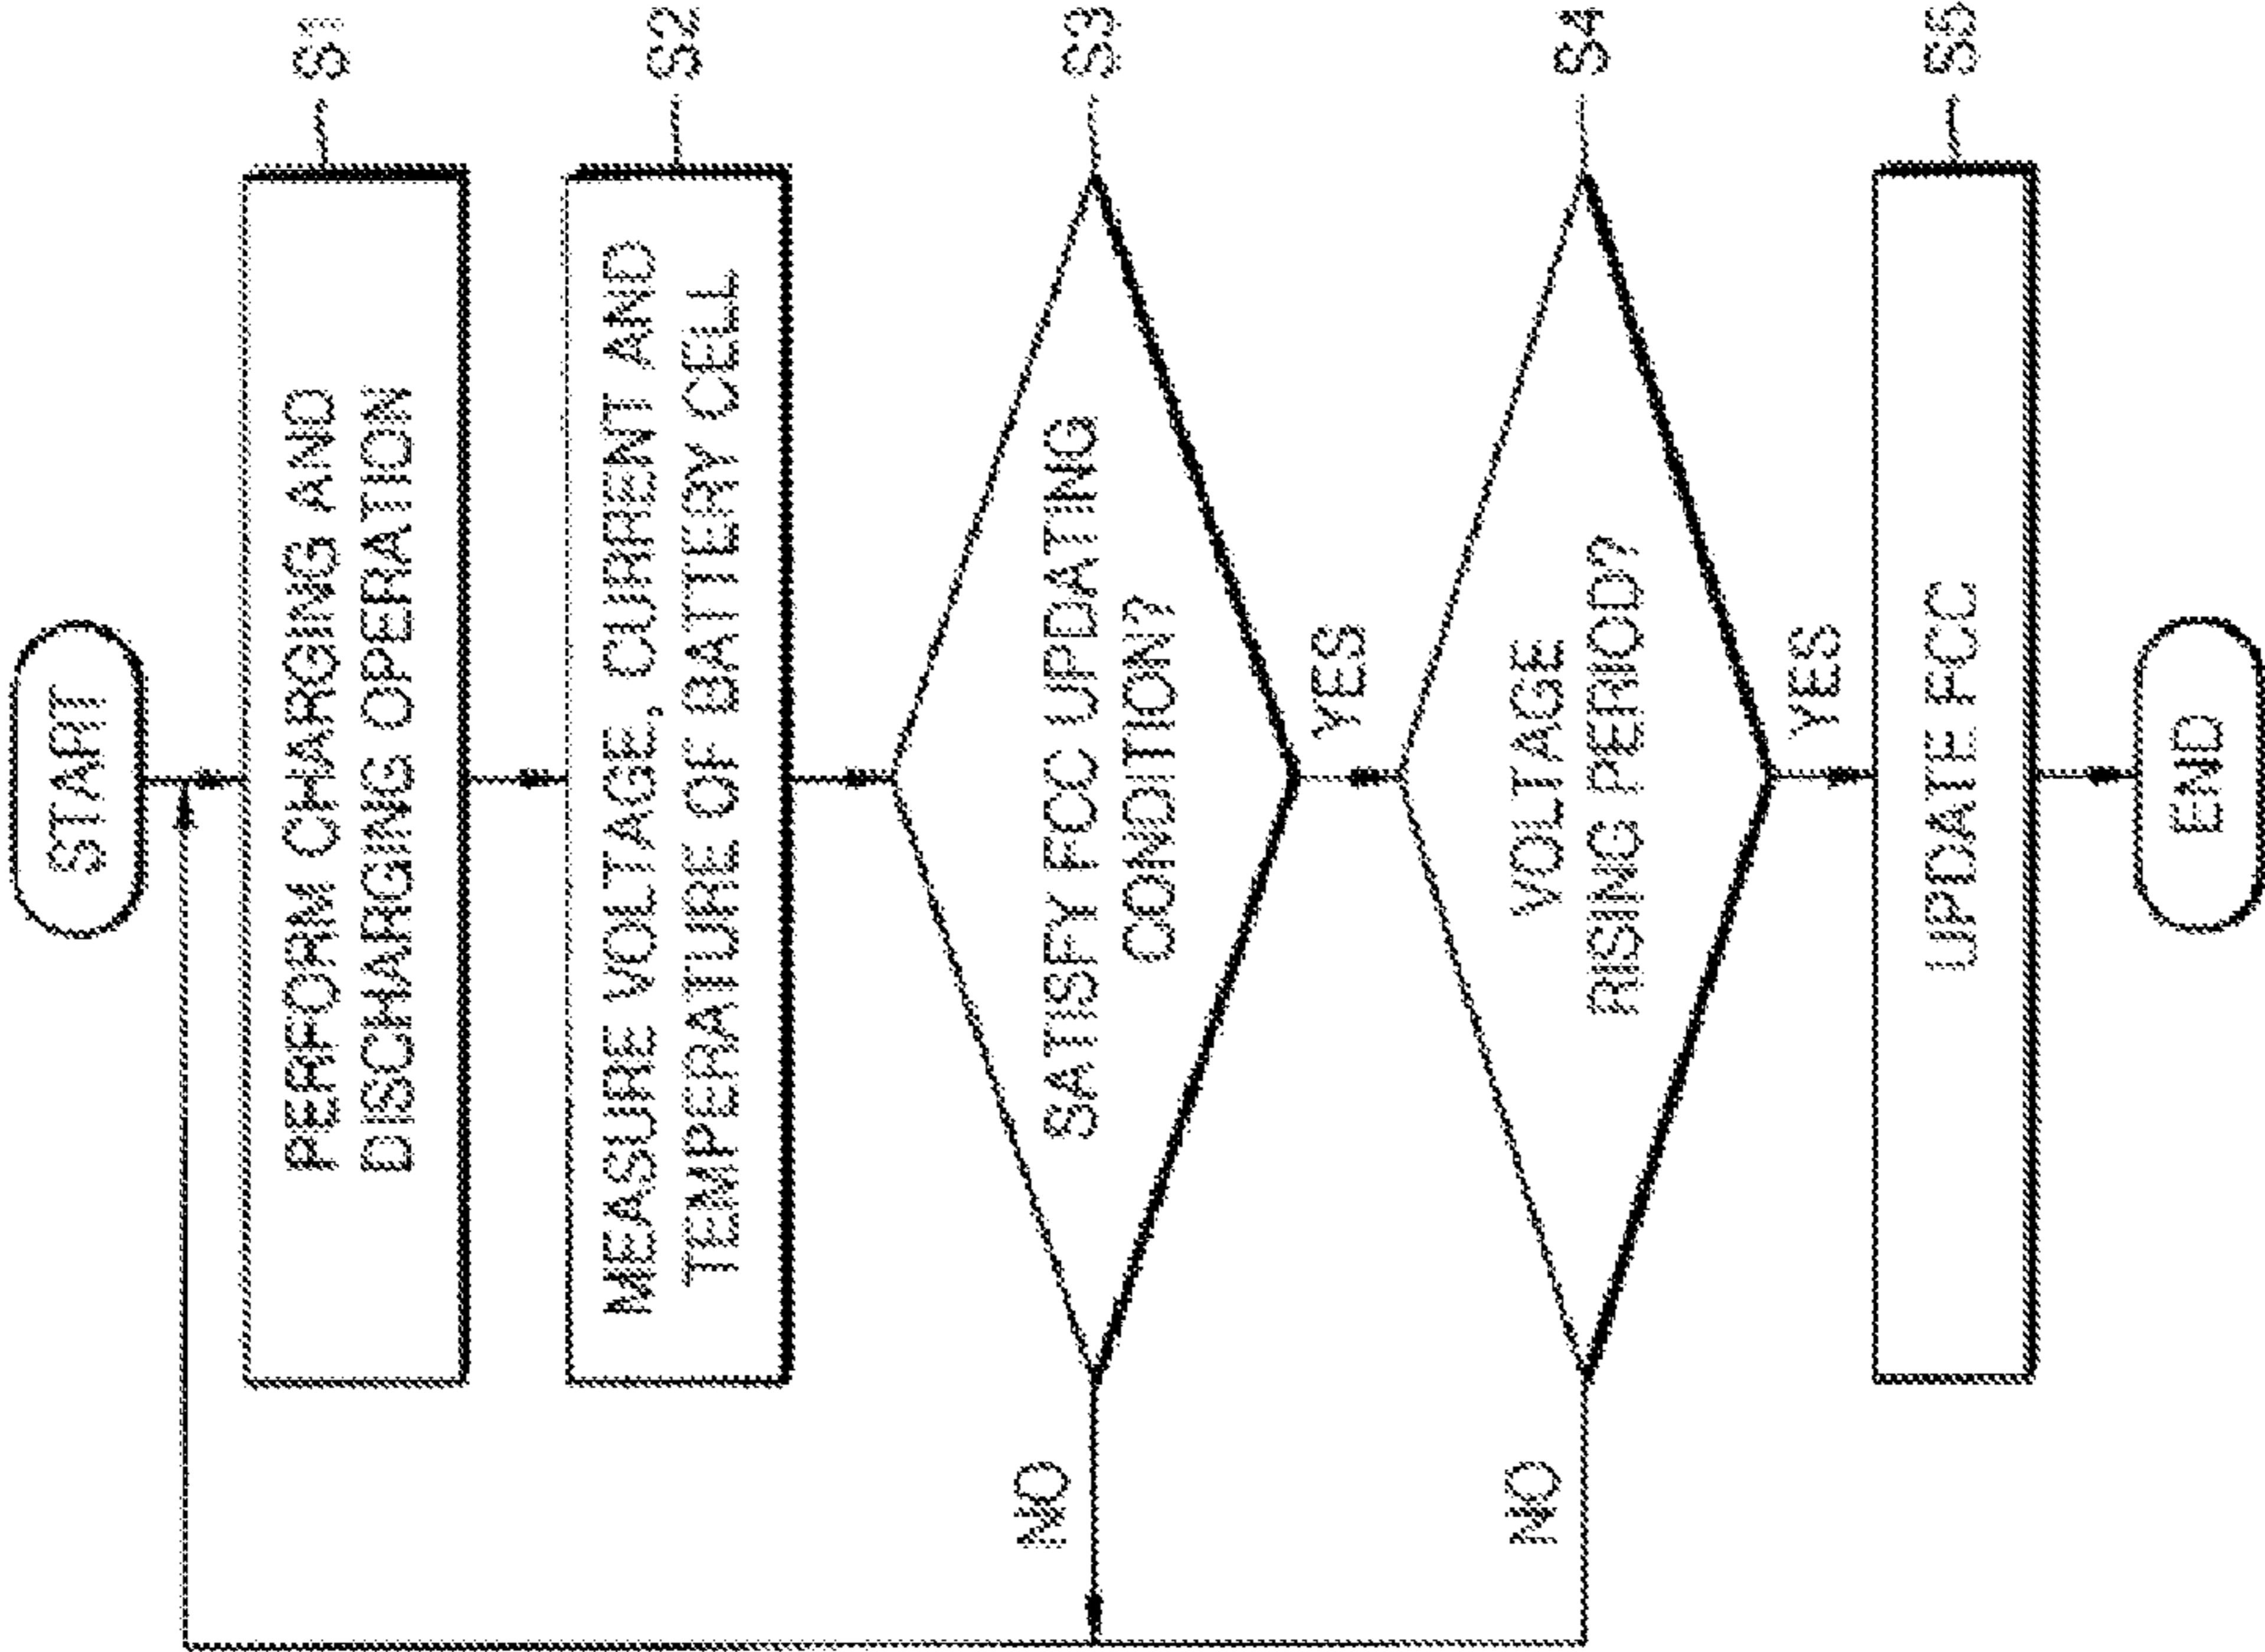 START
PERFORM CHARGING AND
DISCHARGING OPERATION
S1
MEASURE VOLTAGE, CURRENT AND
TEMPERATURE OF BATTERY CELL
S2
SATISFY FCC UPDATING
CONDITION?
S3
NO
YES
VOLTAGE
RISING PERIOD?
S4
NO
YES
UPDATE FCC
S5
END